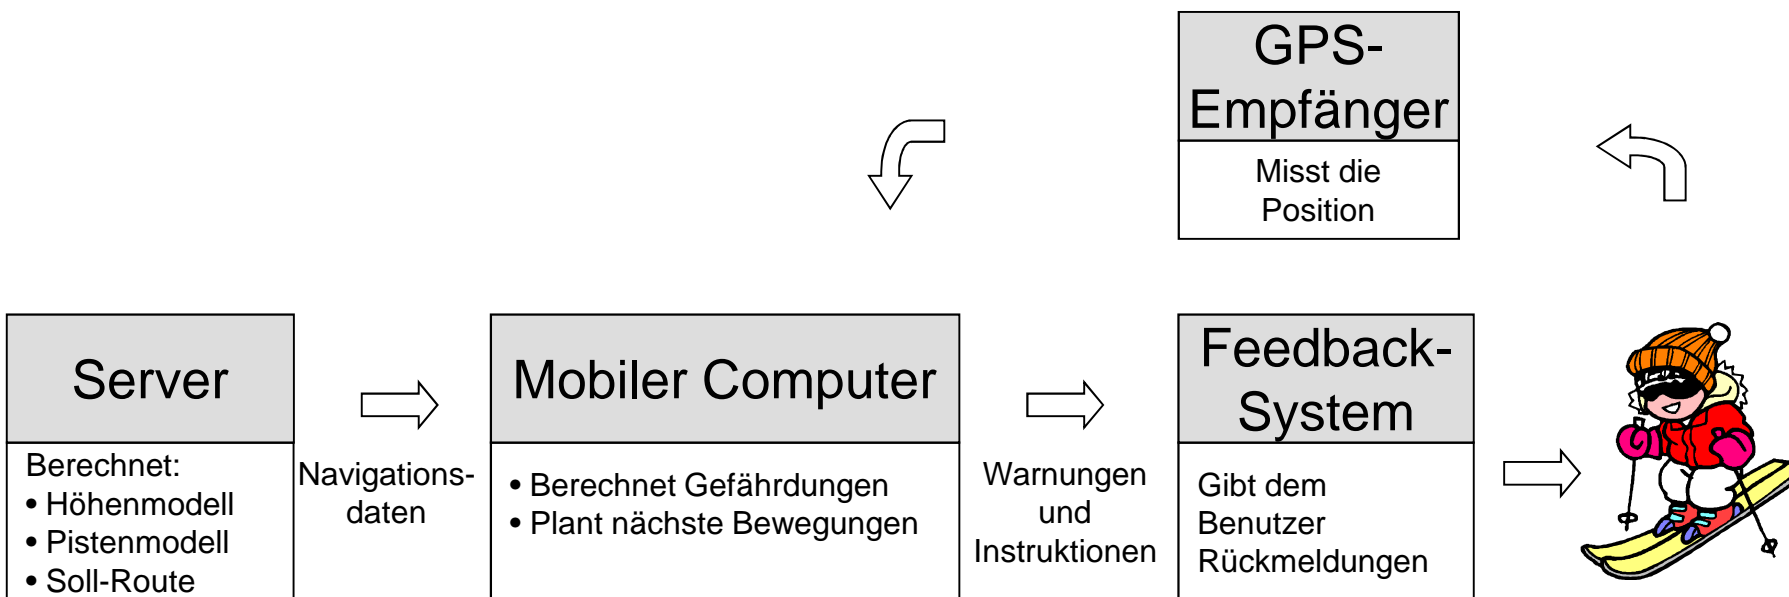 GPS-
Empfänger
Misst die
Position
Server
Berechnet:
• Höhenmodell
• Pistenmodell
• Soll-Route
Navigations-
daten
Mobiler Computer
• Berechnet Gefährdungen
• Plant nächste Bewegungen
Warnungen
und
Instruktionen
Feedback-
System
Gibt dem
Benutzer
Rückmeldungen